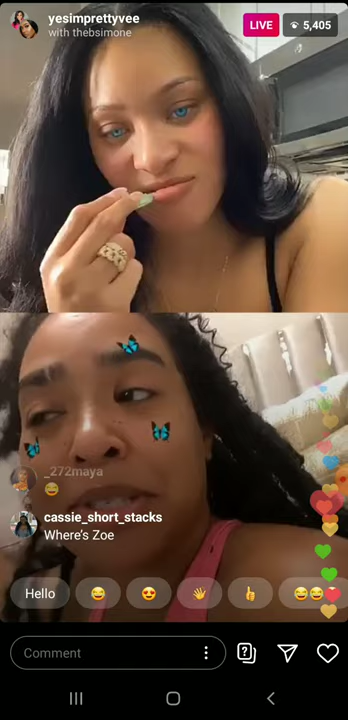 yesimprettyvee
with thebsimone
LIVE
5,405
_272maya
😂
cassie_short_stacks
Where's Zoe
Hello 😂 😍 👋 👍 😂😂
Comment